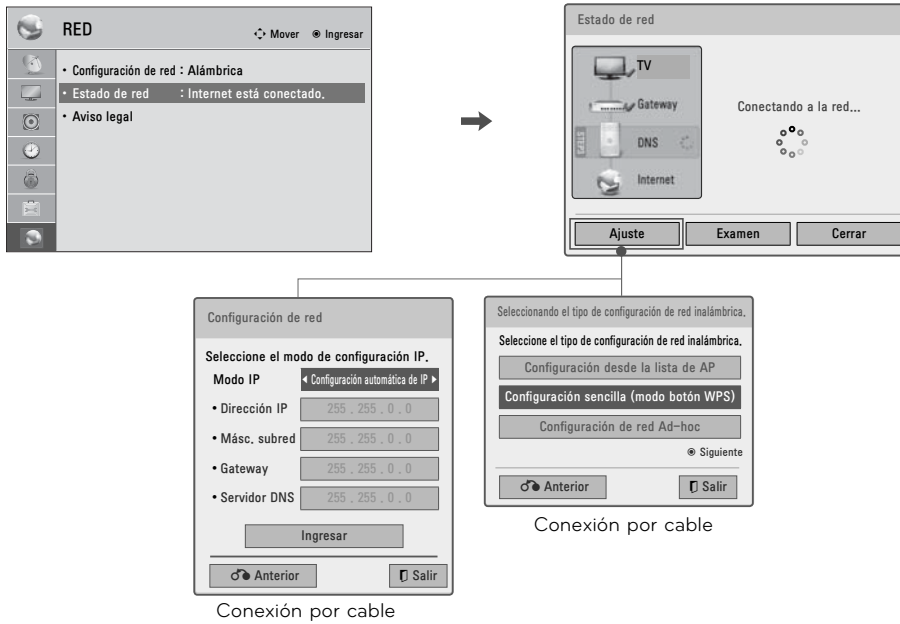 RED
Mover Ingresar
• Configuración de red : Alámbrica
• Estado de red : Internet está conectado.
• Aviso legal
Estado de red
TV
Gateway
DNS
Internet
Conectando a la red...
Ajuste Examen Cerrar
Configuración de red
Seleccione el modo de configuración IP.
Modo IP Configuración automática de IP
• Dirección IP 255 . 255 . 0 . 0
• Másc. subred 255 . 255 . 0 . 0
• Gateway 255 . 255 . 0 . 0
• Servidor DNS 255 . 255 . 0 . 0
Ingresar
Anterior Salir
Conexión por cable
Seleccionando el tipo de configuración de red inalámbrica.
Seleccione el tipo de configuración de red inalámbrica.
Configuración desde la lista de AP
Configuración sencilla (modo botón WPS)
Configuración de red Ad-hoc
Siguiente
Anterior Salir
Conexión por cable